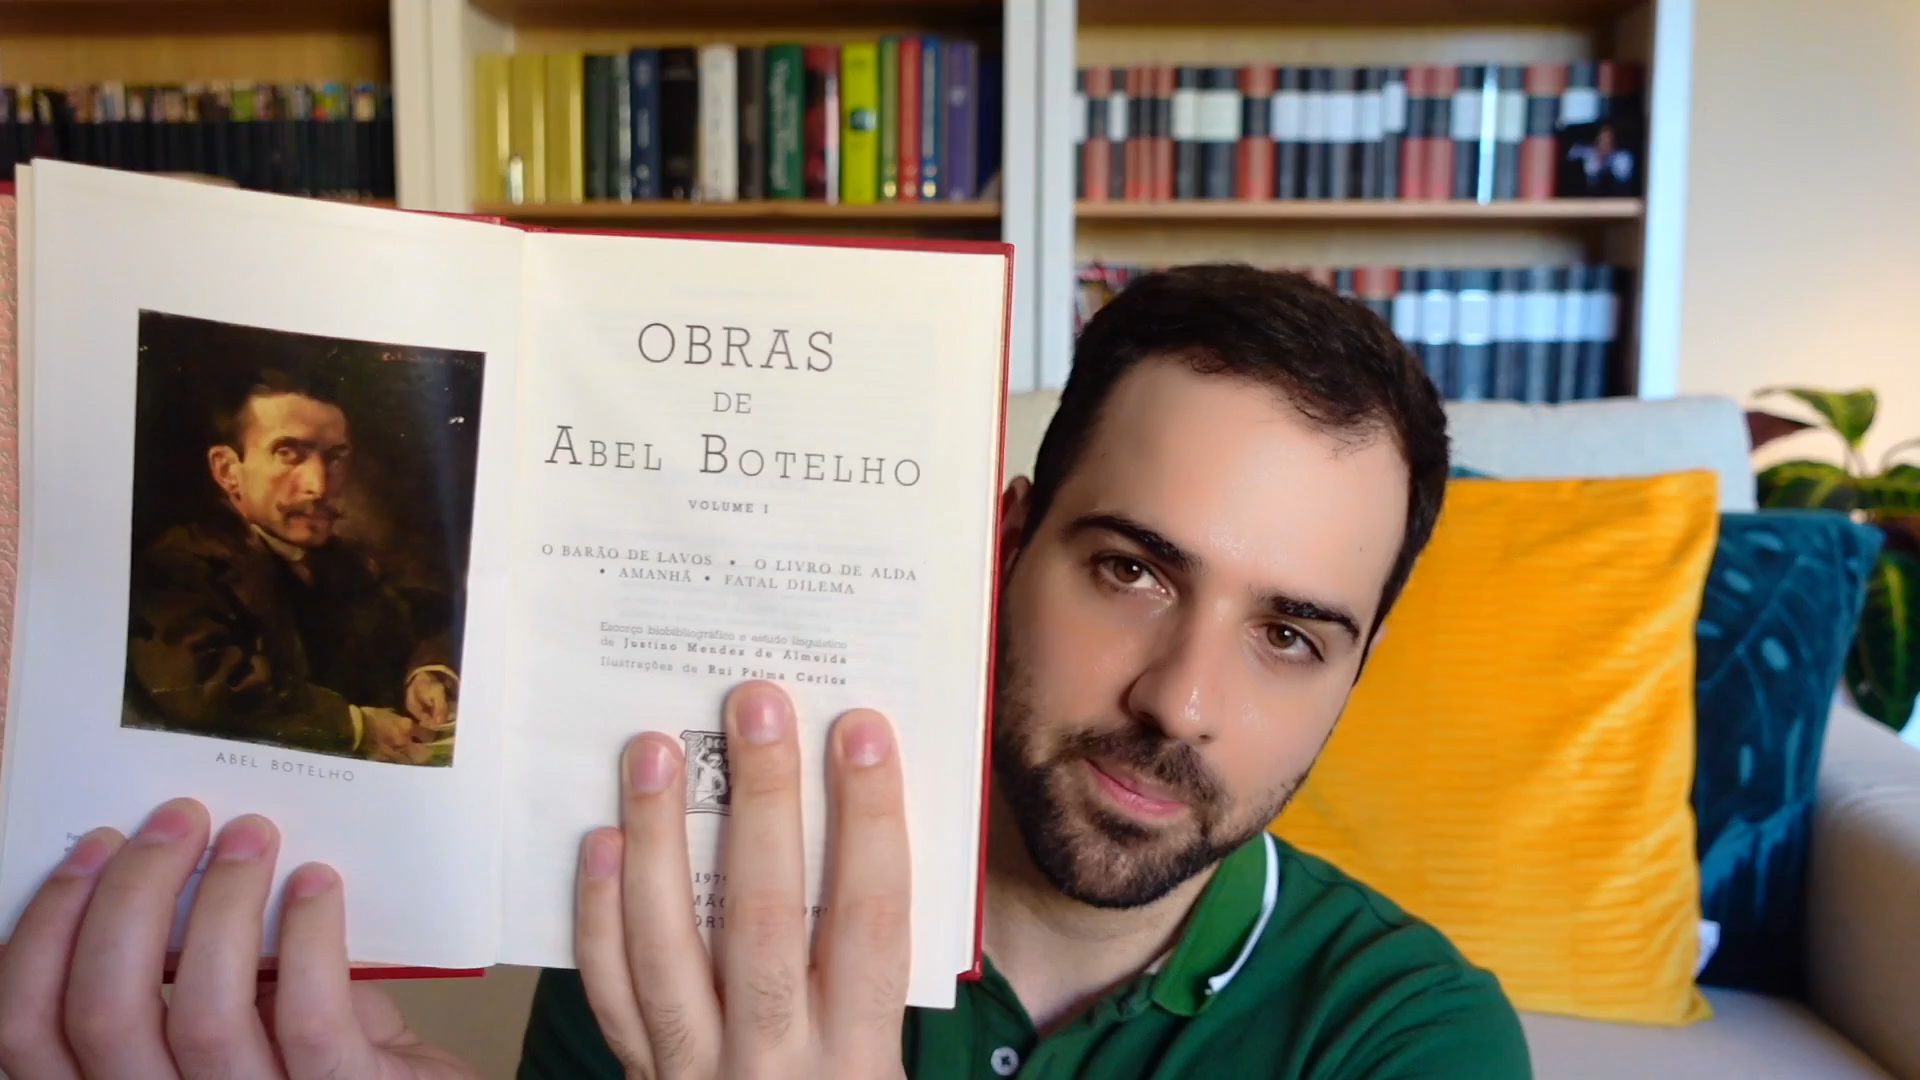 ABEL BOTELHO
OBRAS
DE
ABEL BOTELHO
VOLUME I
O BARÃO DE LAVOS • O LIVRO DE ALDA
• AMANHÃ • FATAL DILEMA
Escorço biobibliográfico e estudo linguístico
de Justino Mendes de Almeida
Ilustrações de Rui Palma Carlos